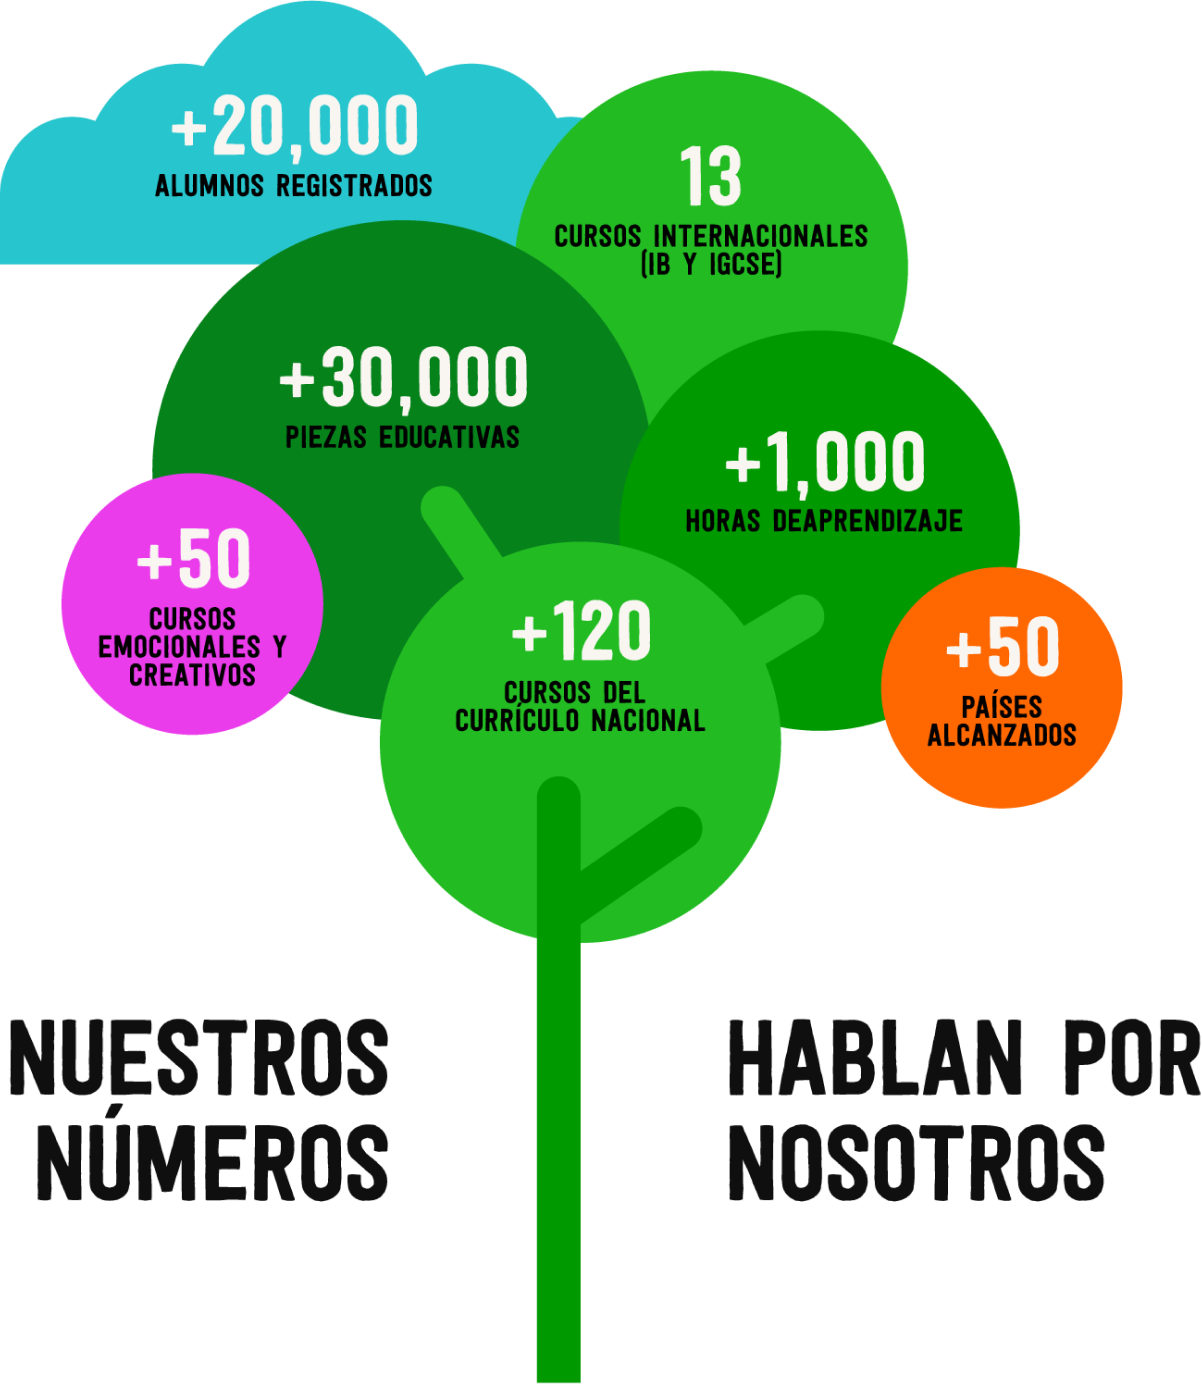 +20,000
ALUMNOS REGISTRADOS
13
CURSOS INTERNACIONALES
(IB Y IGCSE)
+30,000
PIEZAS EDUCATIVAS
+1,000
HORAS DEAPRENDIZAJE
+50
CURSOS
EMOCIONALES Y
CREATIVOS
+120
CURSOS DEL
CURRÍCULO NACIONAL
+50
PAÍSES
ALCANZADOS
NUESTROS
NÚMEROS
HABLAN POR
NOSOTROS